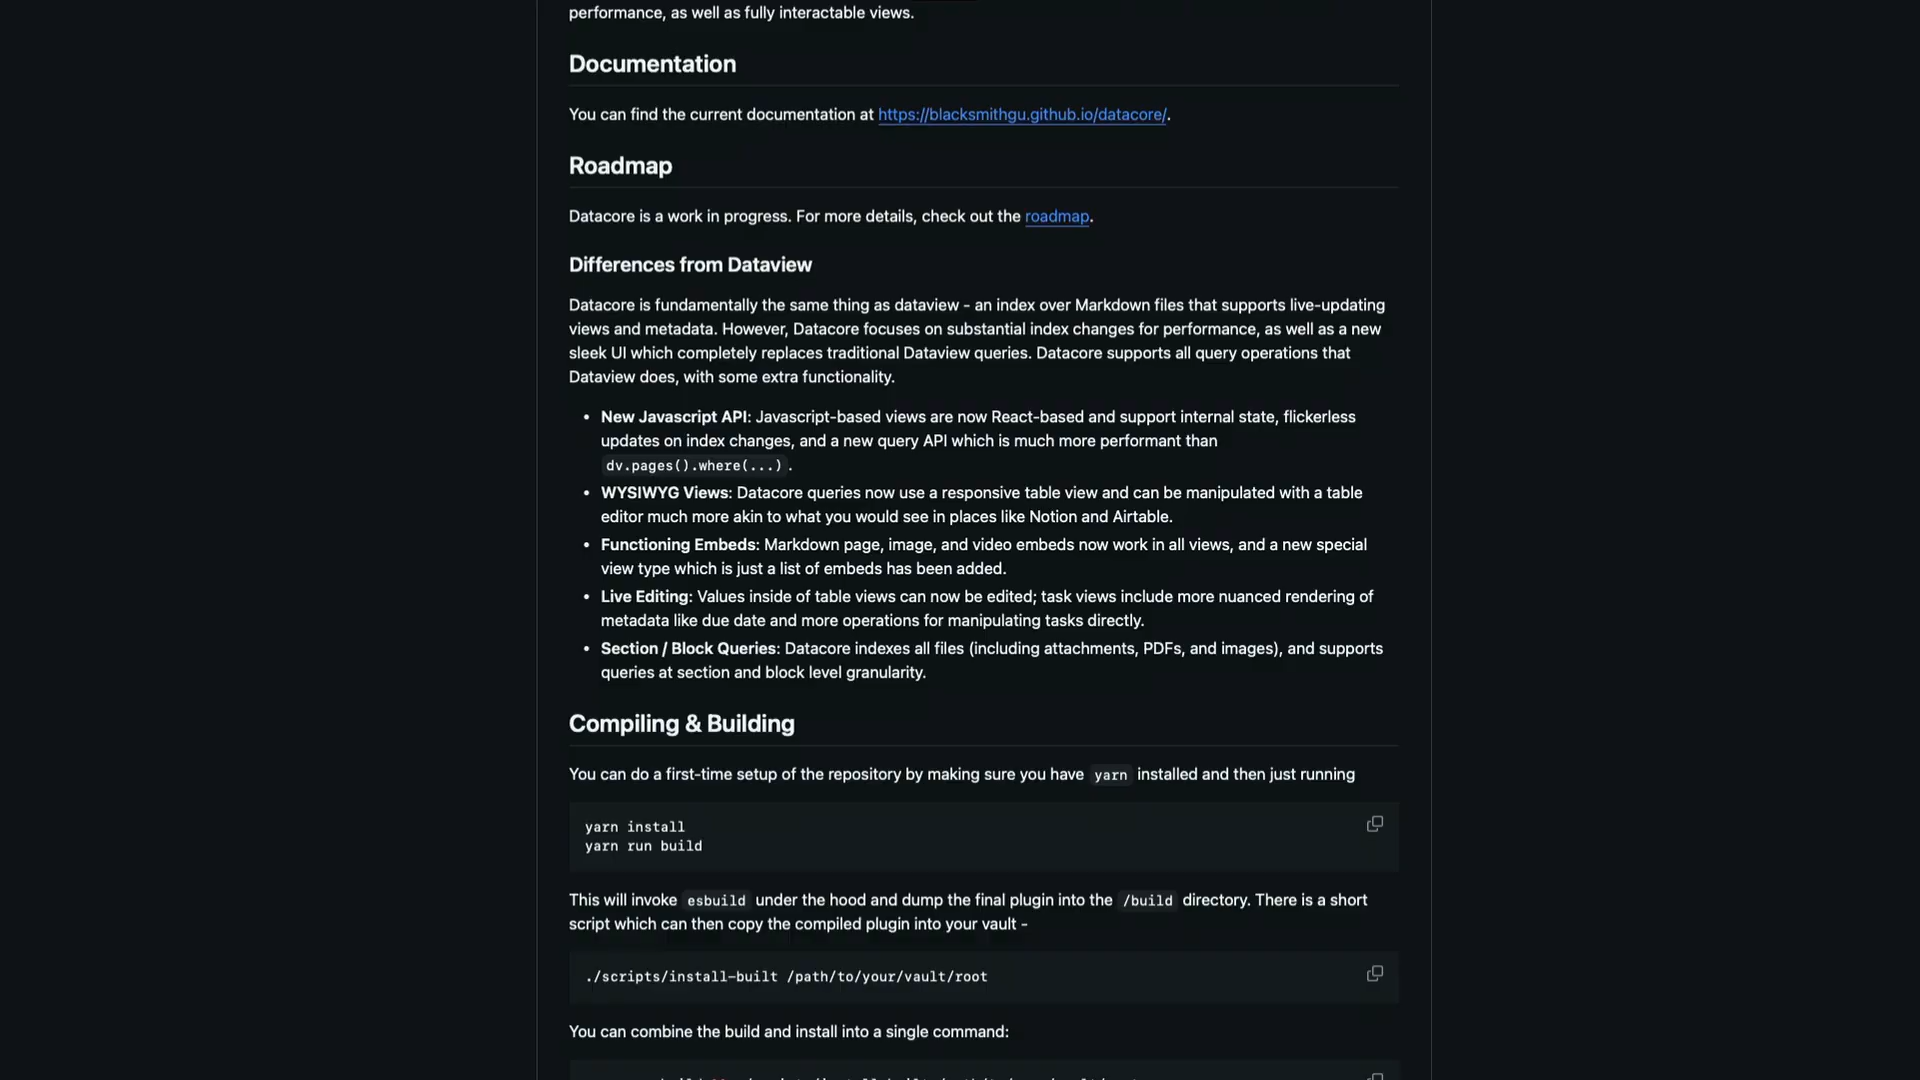 performance, as well as fully interactable views.
Documentation
You can find the current documentation at https://blacksmithgu.github.io/datacore/.
Roadmap
Datacore is a work in progress. For more details, check out the roadmap.
Differences from Dataview
Datacore is fundamentally the same thing as dataview - an index over Markdown files that supports live-updating
views and metadata. However, Datacore focuses on substantial index changes for performance, as well as a new
sleek UI which completely replaces traditional Dataview queries. Datacore supports all query operations that
Dataview does, with some extra functionality.
• New Javascript API: Javascript-based views are now React-based and support internal state, flickerless
updates on index changes, and a new query API which is much more performant than
dv.pages().where(...).
• WYSIWYG Views: Datacore queries now use a responsive table view and can be manipulated with a table
editor much more akin to what you would see in places like Notion and Airtable.
• Functioning Embeds: Markdown page, image, and video embeds now work in all views, and a new special
view type which is just a list of embeds has been added.
• Live Editing: Values inside of table views can now be edited; task views include more nuanced rendering of
metadata like due date and more operations for manipulating tasks directly.
• Section / Block Queries: Datacore indexes all files (including attachments, PDFs, and images), and supports
queries at section and block level granularity.
Compiling & Building
You can do a first-time setup of the repository by making sure you have yarn installed and then just running
yarn install
yarn run build
This will invoke esbuild under the hood and dump the final plugin into the /build directory. There is a short
script which can then copy the compiled plugin into your vault -
./scripts/install-built /path/to/your/vault/root
You can combine the build and install into a single command: